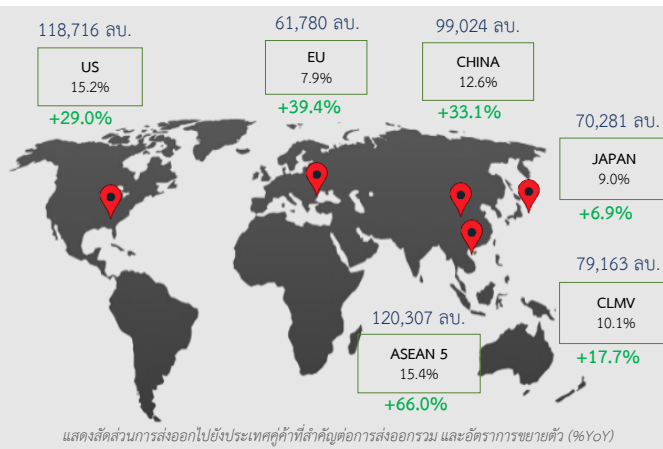 118,716 ลบ.
US
15.2%
+29.0%
61,780 ลบ.
EU
7.9%
+39.4%
99,024 ลบ.
CHINA
12.6%
+33.1%
70,281 ลบ.
JAPAN
9.0%
+6.9%
79,163 ลบ.
CLMV
10.1%
+17.7%
120,307 ลบ.
ASEAN 5
15.4%
+66.0%
แสดงสัดส่วนการส่งออกไปยังประเทศคู่ค้าที่สำคัญต่อการส่งออกรวม และอัตราการขยายตัว (%YoY)